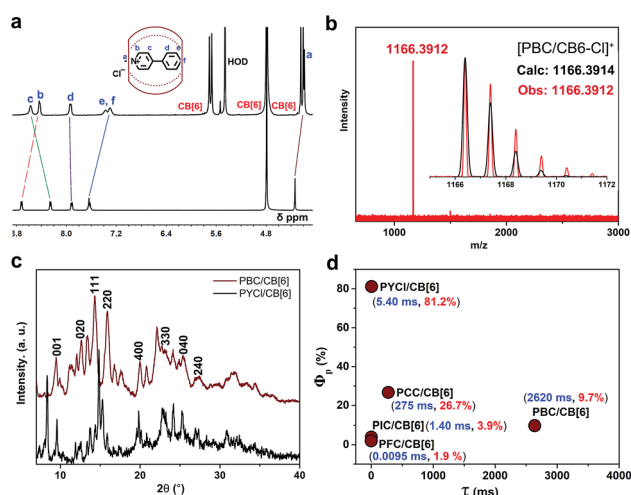 a
b c d e
a N+ f
Cl−
HOD
a
CB[6] CB[6] CB[6]
c b d e, f
δ ppm
8.8 8.0 7.2 5.6 4.8 4.0
b
1166.3912
[PBC/CB6-Cl]+
Calc: 1166.3914
Obs: 1166.3912
Intensity
1166 1168 1170 1172
1000 2000 3000
m/z
c
PBC/CB[6]
PYCl/CB[6]
Intensity. (a. u.)
001 020 111 220 400 330 040 240
10 20 30 40
2θ (°)
d
Φp (%)
80
60
40
20
0
PYCl/CB[6]
(5.40 ms, 81.2%)
PCC/CB[6]
(275 ms, 26.7%)
(2620 ms, 9.7%)
PBC/CB[6]
PIC/CB[6] (1.40 ms, 3.9%)
PFC/CB[6]
(0.0095 ms, 1.9 %)
0 1000 2000 3000 4000
τ (ms)